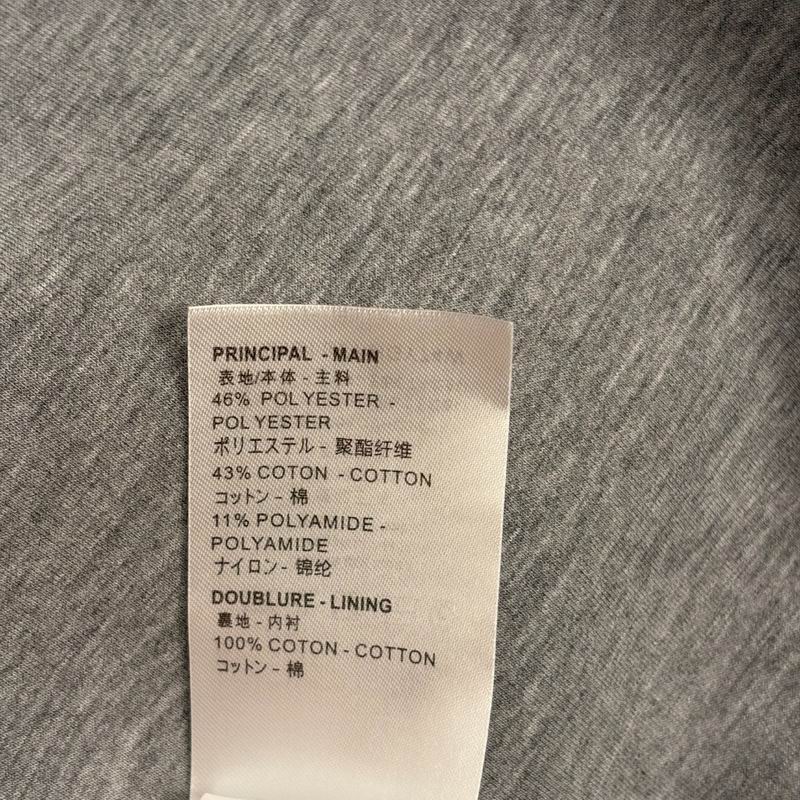 PRINCIPAL - MAIN
表地/本体 - 主料
46% POLYESTER -
POLYESTER
ポリエステル - 聚酯纤维
43% COTON - COTTON
コットン - 棉
11% POLYAMIDE -
POLYAMIDE
ナイロン - 锦纶
DOUBLURE - LINING
裏地 - 内衬
100% COTON - COTTON
コットン - 棉